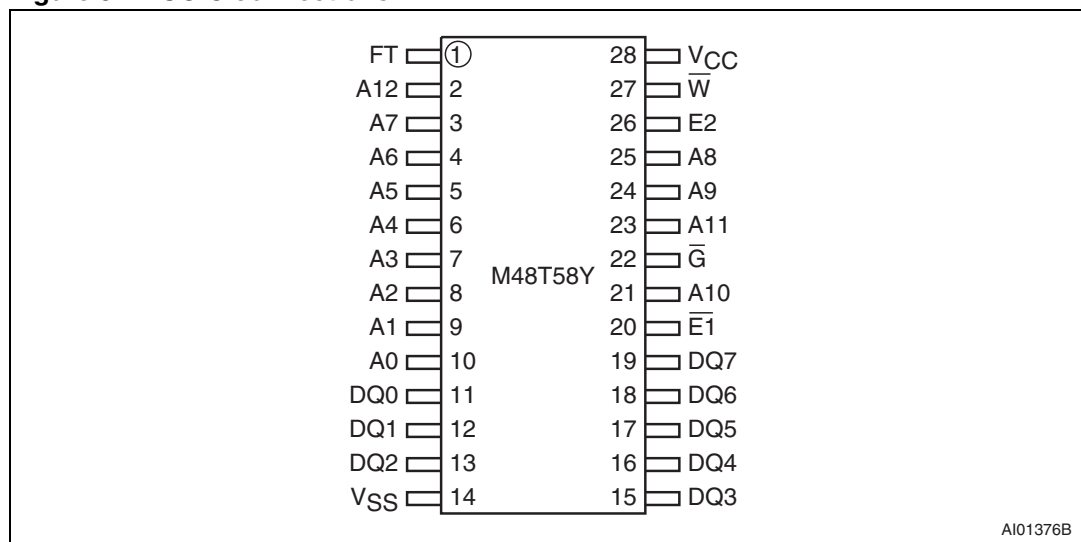 FT 1 28 VCC
A12 2 27 W̅
A7 3 26 E2
A6 4 25 A8
A5 5 24 A9
A4 6 23 A11
A3 7 22 G̅
M48T58Y
A2 8 21 A10
A1 9 20 E̅1̅
A0 10 19 DQ7
DQ0 11 18 DQ6
DQ1 12 17 DQ5
DQ2 13 16 DQ4
VSS 14 15 DQ3
AI01376B